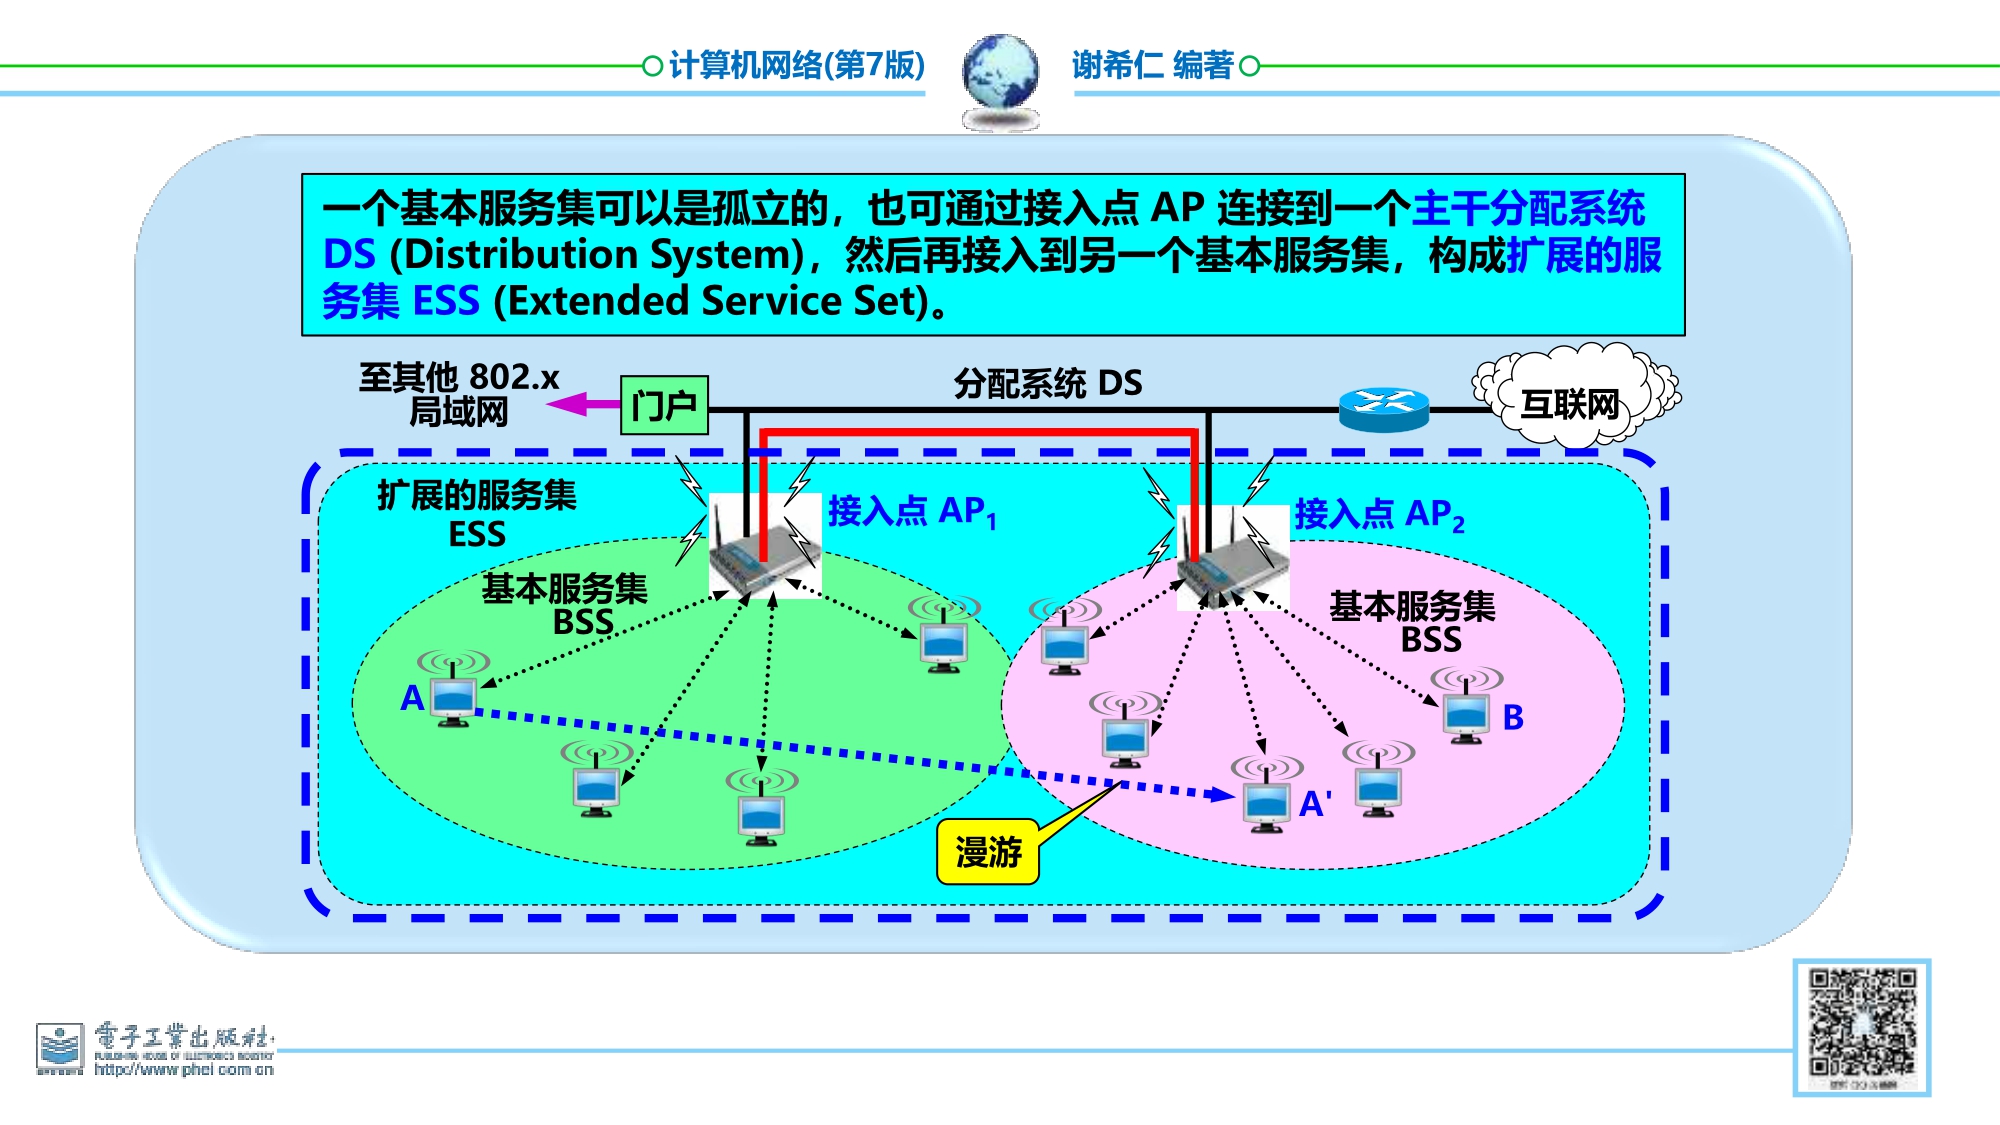 计算机网络(第7版)
谢希仁 编著
一个基本服务集可以是孤立的，也可通过接入点 AP 连接到一个主干分配系统
DS (Distribution System)，然后再接入到另一个基本服务集，构成扩展的服
务集 ESS (Extended Service Set)。
至其他 802.x
局域网
门户
分配系统 DS
互联网
扩展的服务集
ESS
接入点 AP1
接入点 AP2
基本服务集
BSS
基本服务集
BSS
A
B
A'
漫游
電子工業出版社
PUBLISHING HOUSE OF ELECTRONICS INDUSTRY
http://www.phei.com.cn